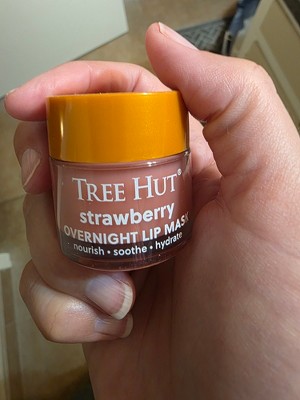 TREE HUT®
strawberry
OVERNIGHT LIP MASK
nourish • soothe • hydrate